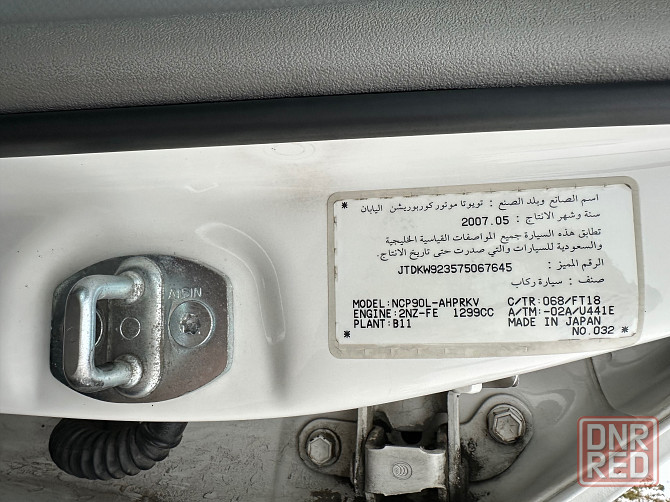 اسم الصانع وبلد الصنع : تويوتا موتور كوربوريشن اليابان
سنة وشهر الانتاج : 2007.05
تطابق هذه السيارة جميع المواصفات القياسية الخليجية
والسعودية للسيارات والتي صدرت حتى تاريخ الانتاج.
الرقم المميز : JTDKW923575067645
صنف : سيارة ركاب
MODEL:NCP90L-AHPRKV C/TR:068/FT18
ENGINE:2NZ-FE 1299CC A/TM:-02A/U441E
PLANT:B11 MADE IN JAPAN
NO.032
AISIN
DNR
RED